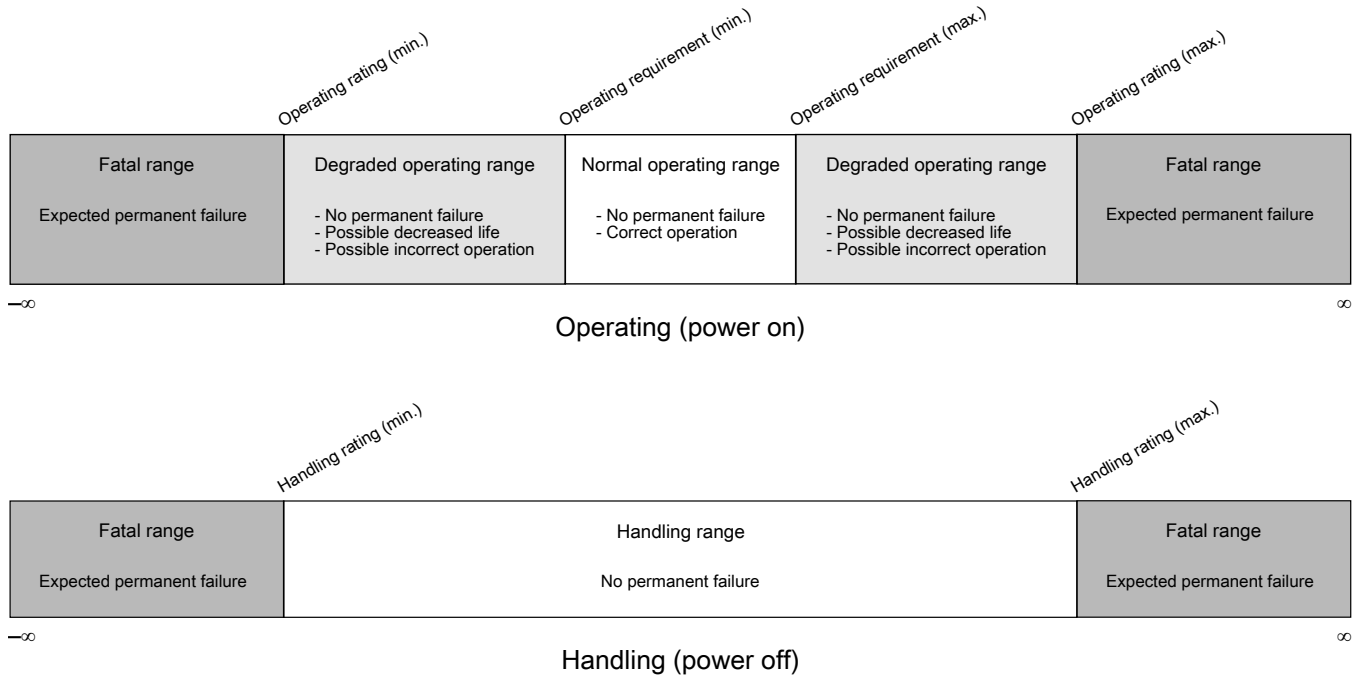 Operating rating (min.)
Operating requirement (min.)
Operating requirement (max.)
Operating rating (max.)
Fatal range
Expected permanent failure
Degraded operating range
- No permanent failure
- Possible decreased life
- Possible incorrect operation
Normal operating range
- No permanent failure
- Correct operation
Degraded operating range
- No permanent failure
- Possible decreased life
- Possible incorrect operation
Fatal range
Expected permanent failure
–∞
∞
Operating (power on)
Handling rating (min.)
Handling rating (max.)
Fatal range
Expected permanent failure
Handling range
No permanent failure
Fatal range
Expected permanent failure
–∞
∞
Handling (power off)